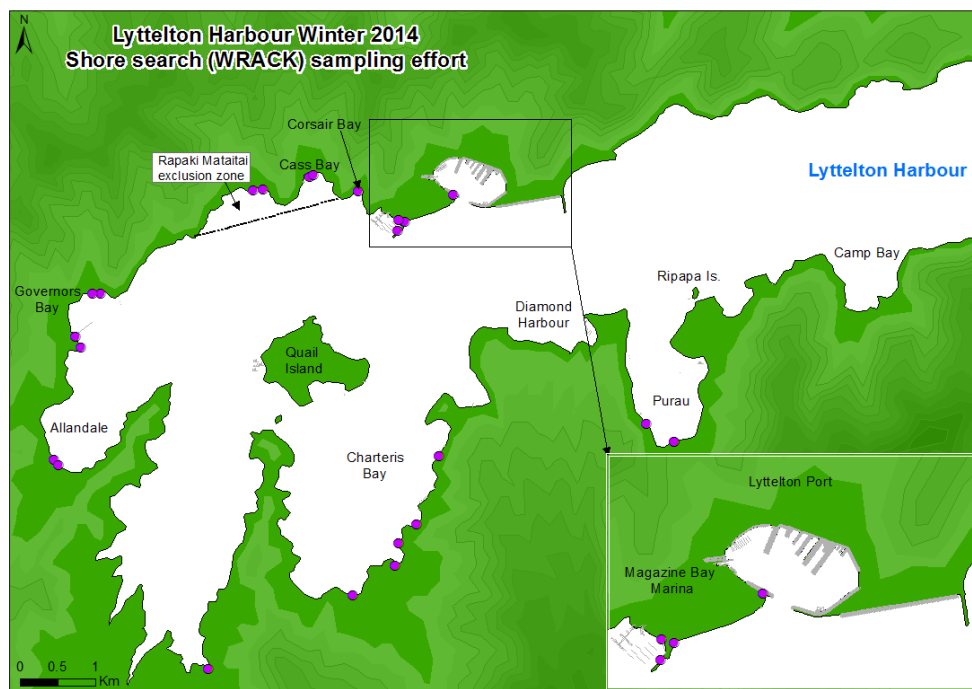 N
Lyttelton Harbour Winter 2014
Shore search (WRACK) sampling effort
Corsair Bay
Rapaki Mataitai
exclusion zone
Cass Bay
Lyttelton Harbour
Camp Bay
Ripapa Is.
Governors
Bay
Diamond
Harbour
Quail
Island
Purau
Allandale
Charteris
Bay
Lyttelton Port
Magazine Bay
Marina
0 0.5 1
Km